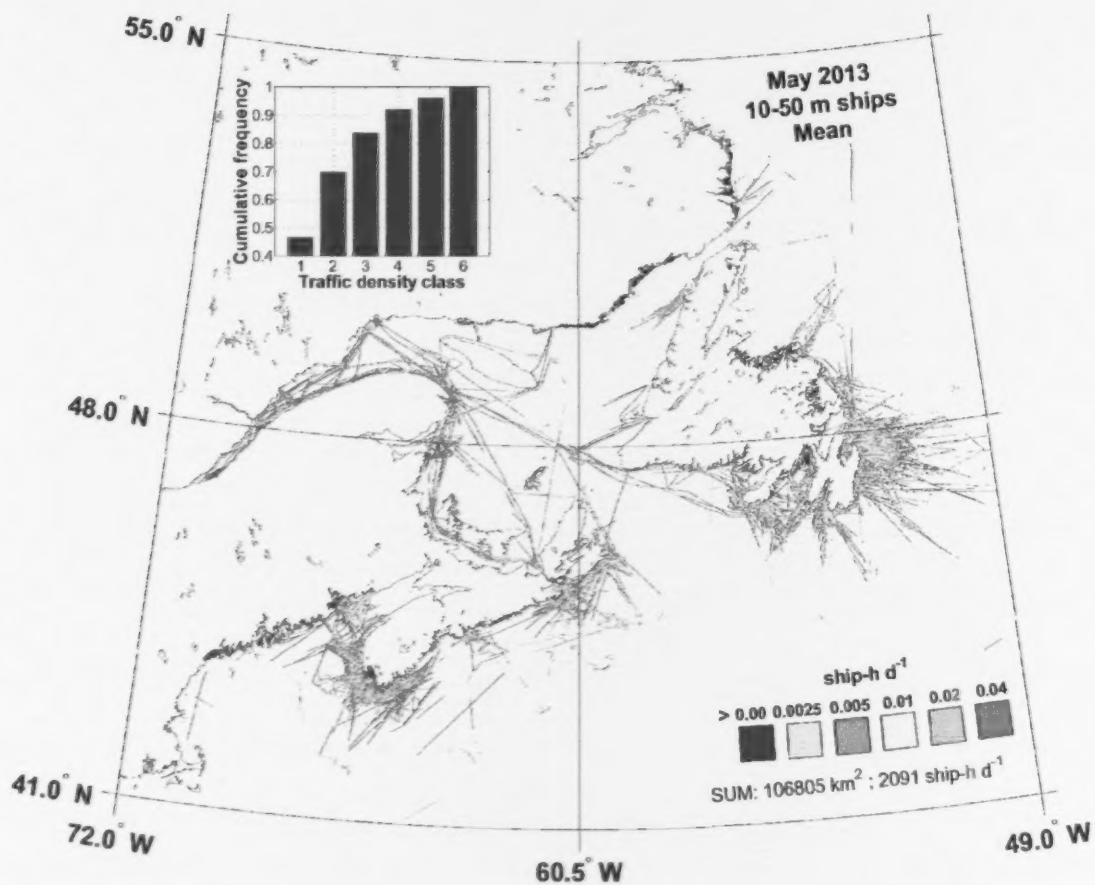 55.0° N
May 2013
10-50 m ships
Mean
Cumulative frequency
1
0.9
0.8
0.7
0.6
0.5
0.4
1 2 3 4 5 6
Traffic density class
48.0° N
ship-h d⁻¹
> 0.00 0.0025 0.005 0.01 0.02 0.04
SUM: 106805 km² ; 2091 ship-h d⁻¹
41.0° N
72.0° W
60.5° W
49.0° W